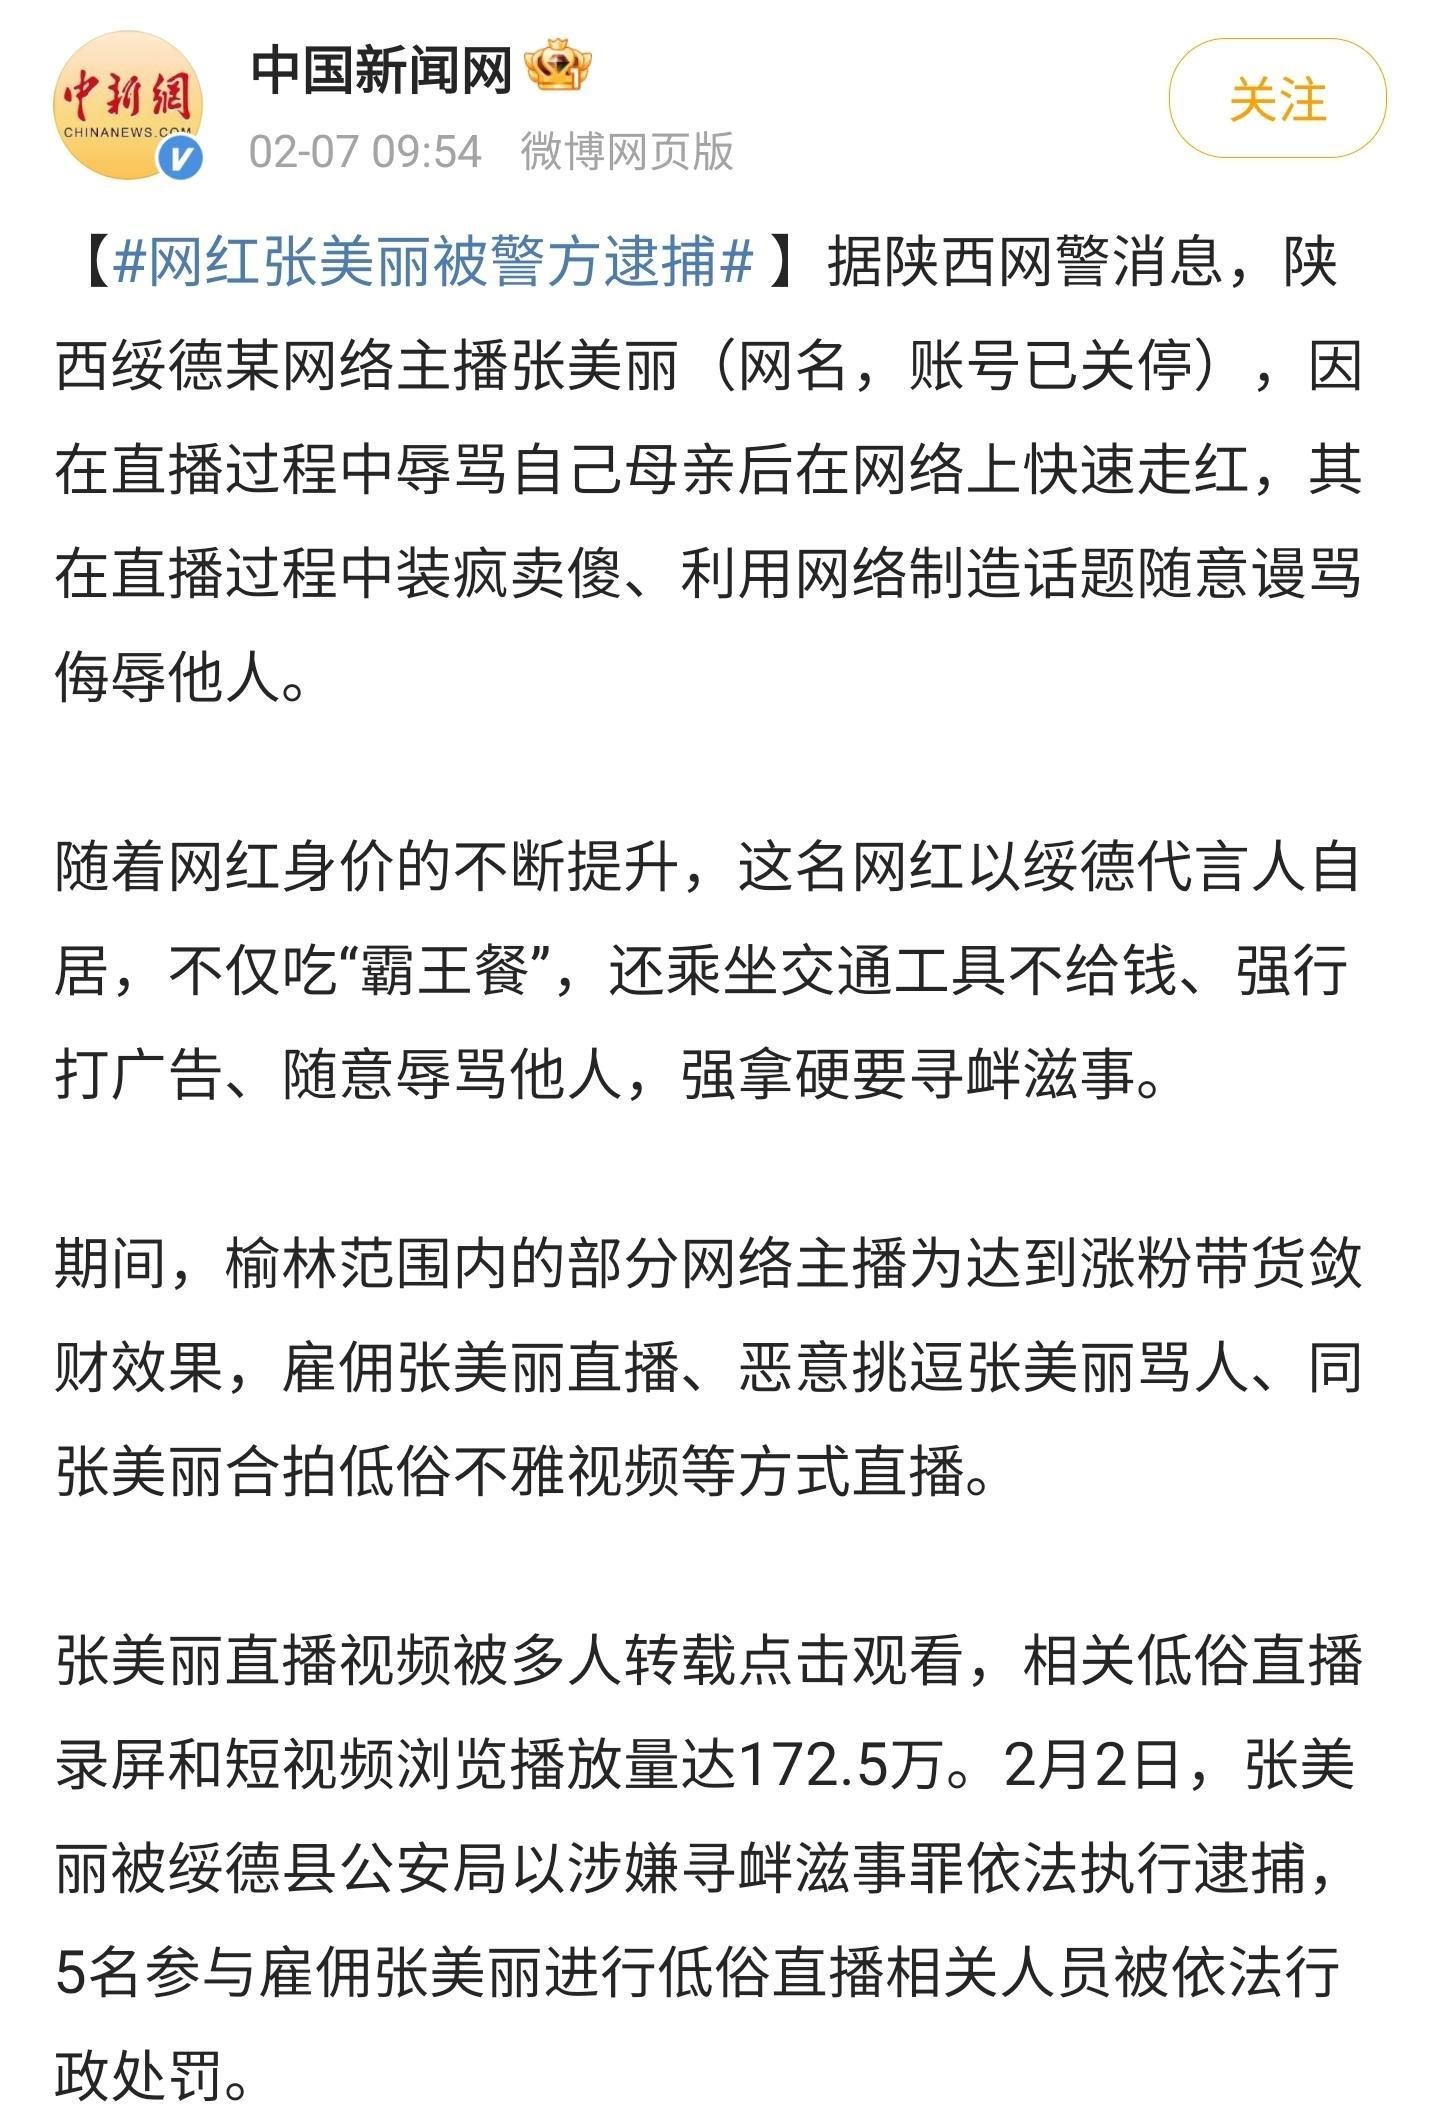 中新網
CHINANEWS.COM
V
中国新闻网
1
02-07 09:54 微博网页版
关注
【#网红张美丽被警方逮捕#】据陕西网警消息，陕
西绥德某网络主播张美丽（网名，账号已关停），因
在直播过程中辱骂自己母亲后在网络上快速走红，其
在直播过程中装疯卖傻、利用网络制造话题随意谩骂
侮辱他人。
随着网红身价的不断提升，这名网红以绥德代言人自
居，不仅吃“霸王餐”，还乘坐交通工具不给钱、强行
打广告、随意辱骂他人，强拿硬要寻衅滋事。
期间，榆林范围内的部分网络主播为达到涨粉带货敛
财效果，雇佣张美丽直播、恶意挑逗张美丽骂人、同
张美丽合拍低俗不雅视频等方式直播。
张美丽直播视频被多人转载点击观看，相关低俗直播
录屏和短视频浏览播放量达172.5万。2月2日，张美
丽被绥德县公安局以涉嫌寻衅滋事罪依法执行逮捕，
5名参与雇佣张美丽进行低俗直播相关人员被依法行
政处罚。